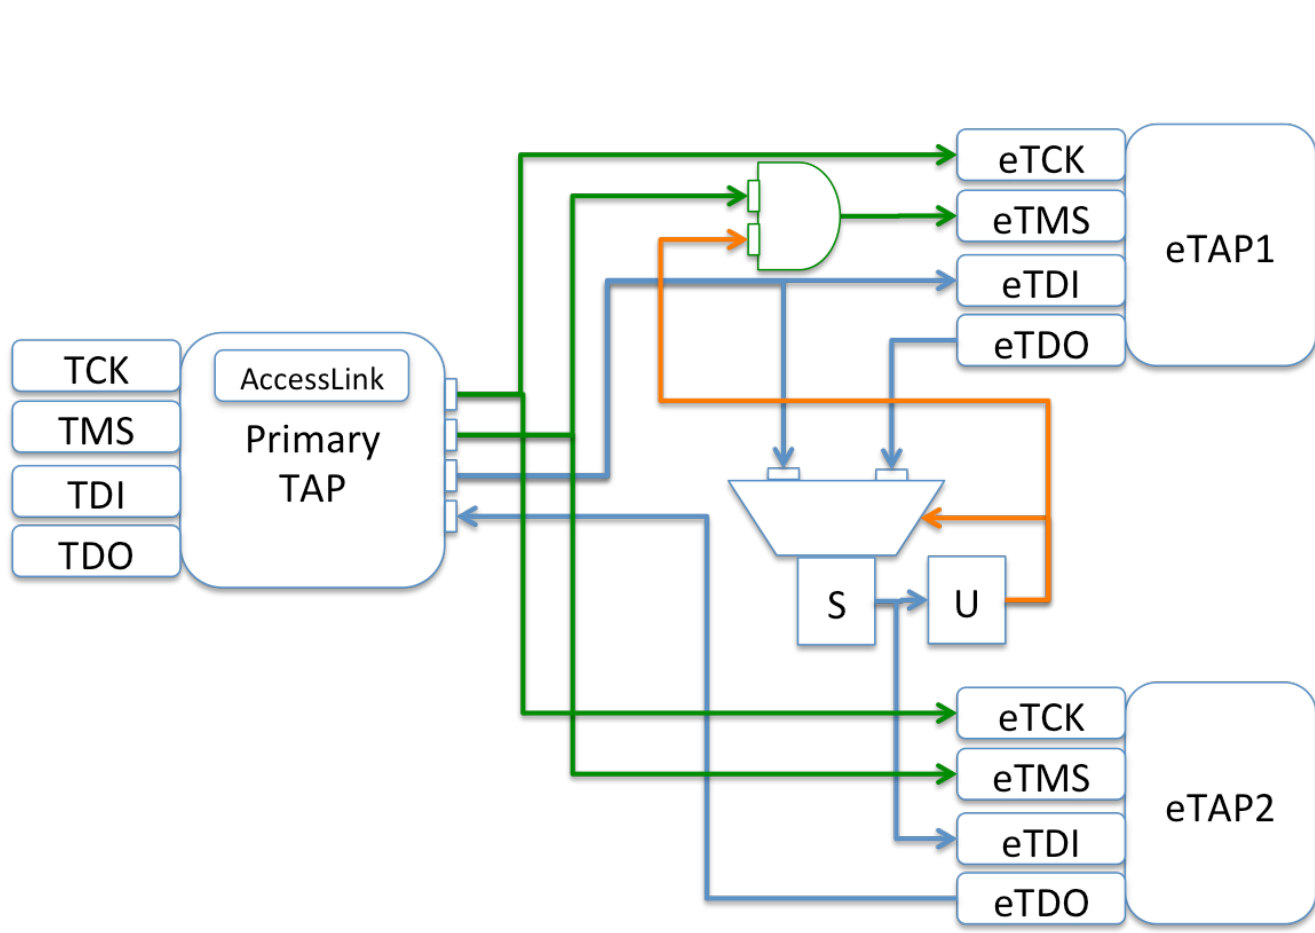 TCK
TMS
TDI
TDO
AccessLink
Primary
TAP
eTCK
eTMS
eTDI
eTDO
eTAP1
S
U
eTCK
eTMS
eTDI
eTDO
eTAP2